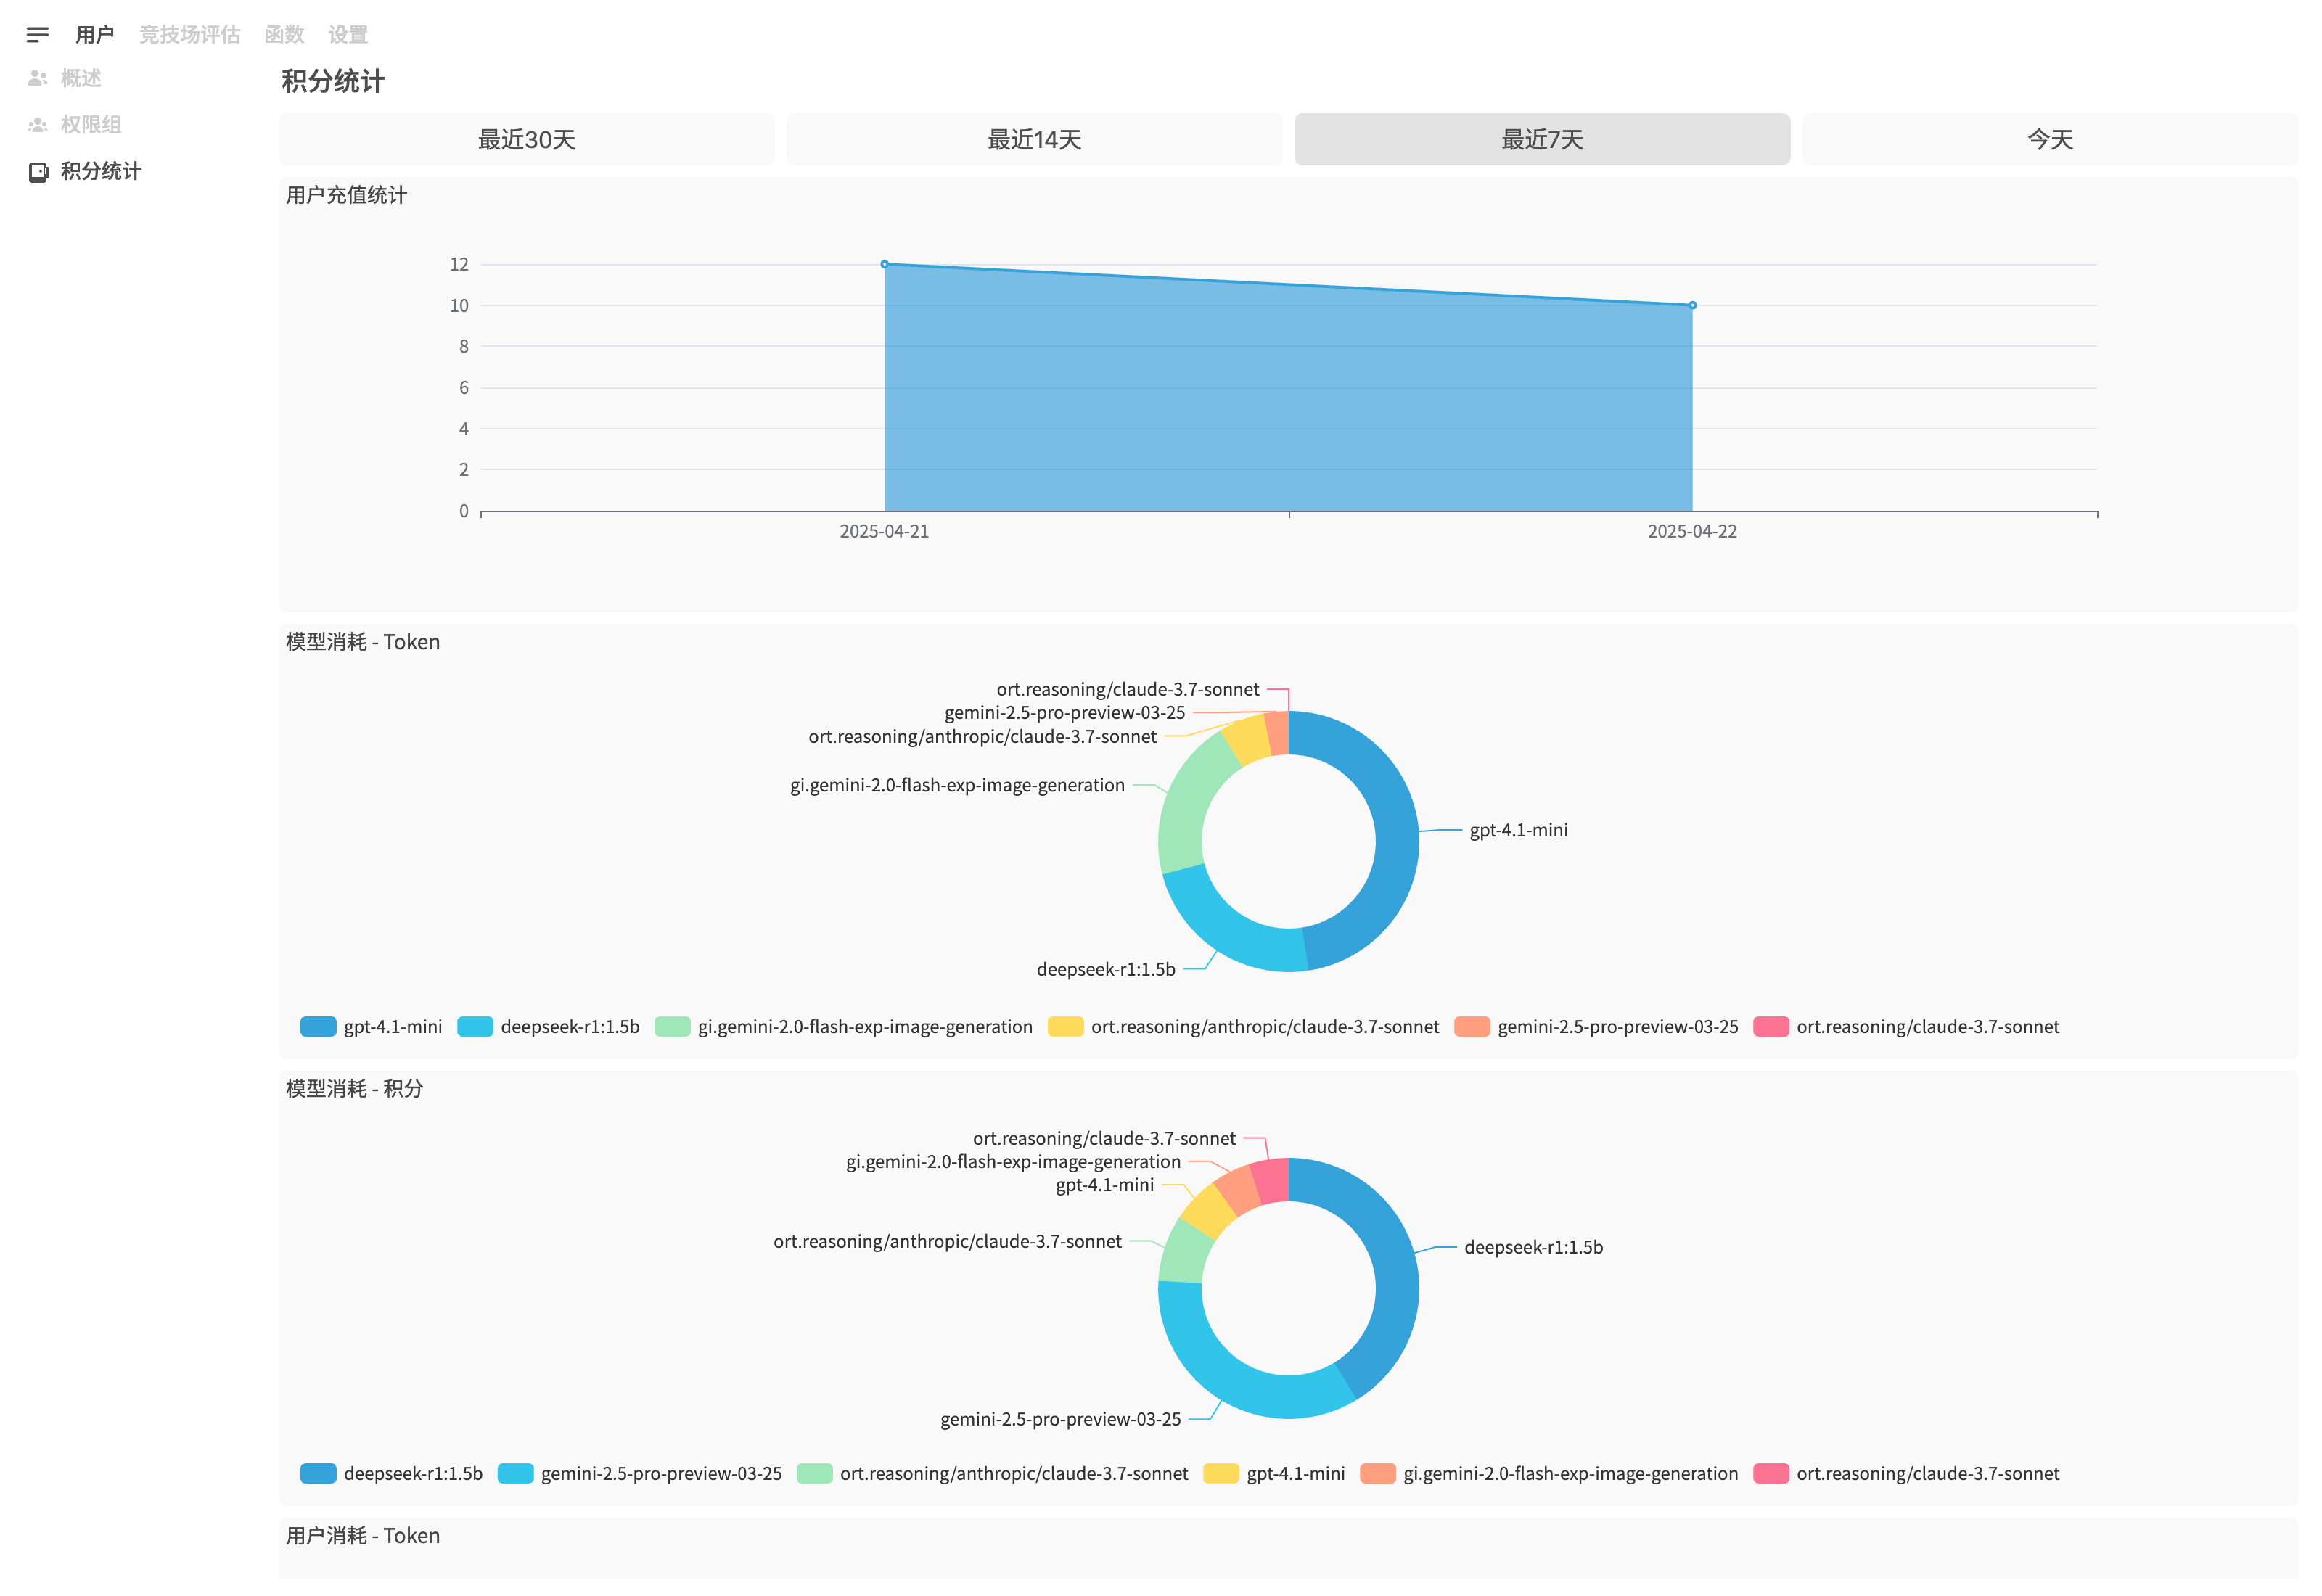 用户 竞技场评估 函数 设置
概述
权限组
积分统计
积分统计
最近30天 最近14天 最近7天 今天
用户充值统计
12
10
8
6
4
2
0
2025-04-21 2025-04-22
模型消耗 - Token
ort.reasoning/claude-3.7-sonnet
gemini-2.5-pro-preview-03-25
ort.reasoning/anthropic/claude-3.7-sonnet
gi.gemini-2.0-flash-exp-image-generation
gpt-4.1-mini
deepseek-r1:1.5b
gpt-4.1-mini deepseek-r1:1.5b gi.gemini-2.0-flash-exp-image-generation ort.reasoning/anthropic/claude-3.7-sonnet gemini-2.5-pro-preview-03-25 ort.reasoning/claude-3.7-sonnet
模型消耗 - 积分
ort.reasoning/claude-3.7-sonnet
gi.gemini-2.0-flash-exp-image-generation
gpt-4.1-mini
ort.reasoning/anthropic/claude-3.7-sonnet
deepseek-r1:1.5b
gemini-2.5-pro-preview-03-25
deepseek-r1:1.5b gemini-2.5-pro-preview-03-25 ort.reasoning/anthropic/claude-3.7-sonnet gpt-4.1-mini gi.gemini-2.0-flash-exp-image-generation ort.reasoning/claude-3.7-sonnet
用户消耗 - Token